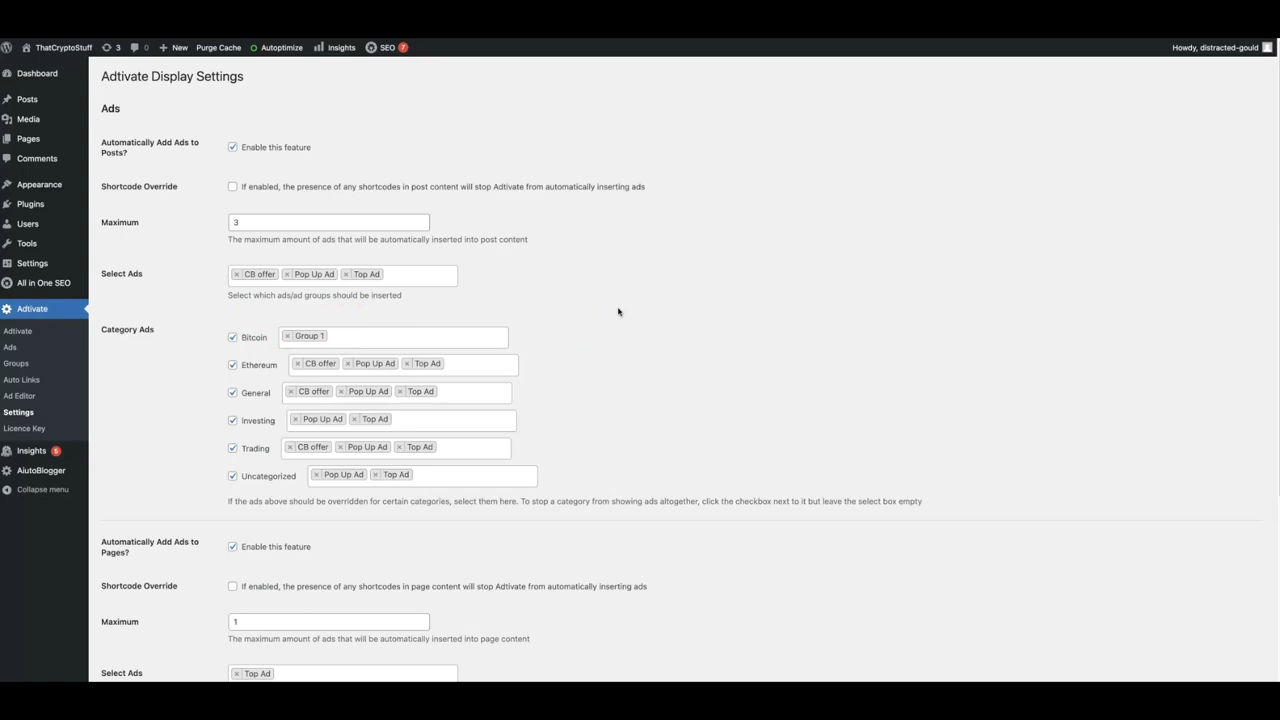 ThatCryptoStuff 3 0 New Purge Cache Autoptimize Insights SEO 7 Howdy, distracted-gould
Dashboard
Posts
Media
Pages
Comments
Appearance
Plugins
Users
Tools
Settings
All in One SEO
Adtivate
Adtivate
Ads
Groups
Auto Links
Ad Editor
Settings
Licence Key
Insights 5
AiutoBlogger
Collapse menu
Adtivate Display Settings
Ads
Automatically Add Ads to
Posts?
Enable this feature
Shortcode Override
If enabled, the presence of any shortcodes in post content will stop Adtivate from automatically inserting ads
Maximum
3
The maximum amount of ads that will be automatically inserted into post content
Select Ads
× CB offer × Pop Up Ad × Top Ad
Select which ads/ad groups should be inserted
Category Ads
Bitcoin × Group 1
Ethereum × CB offer × Pop Up Ad × Top Ad
General × CB offer × Pop Up Ad × Top Ad
Investing × Pop Up Ad × Top Ad
Trading × CB offer × Pop Up Ad × Top Ad
Uncategorized × Pop Up Ad × Top Ad
If the ads above should be overridden for certain categories, select them here. To stop a category from showing ads altogether, click the checkbox next to it but leave the select box empty
Automatically Add Ads to
Pages?
Enable this feature
Shortcode Override
If enabled, the presence of any shortcodes in page content will stop Adtivate from automatically inserting ads
Maximum
1
The maximum amount of ads that will be automatically inserted into page content
Select Ads
× Top Ad